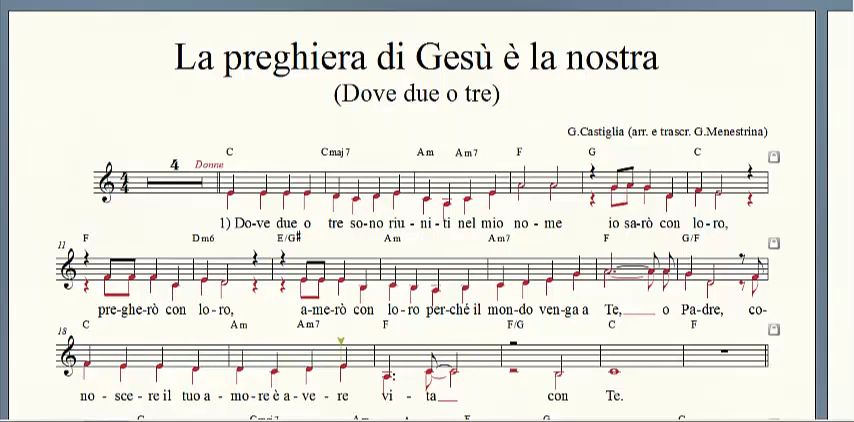 La preghiera di Gesù è la nostra
(Dove due o tre)
G.Castiglia (arr. e trascr. G.Menestrina)
C Cmaj7 Am Am7 F G C
4 Donne
4 4
1) Do-ve due o tre so-no riu - ni - ti nel mio no - me io sa-rò con lo-ro,
F Dm6 E/G# Am Am7 F G/F
11
pre-ghe-rò con lo-ro, a-me-rò con lo-ro per-ché il mon-do ven-ga a Te,____ o Pa-dre, co-
C Am Am7 F F/G C F
18
no - sce - re il tuo a - mo-re è a - ve - re vi - ta___ con Te.